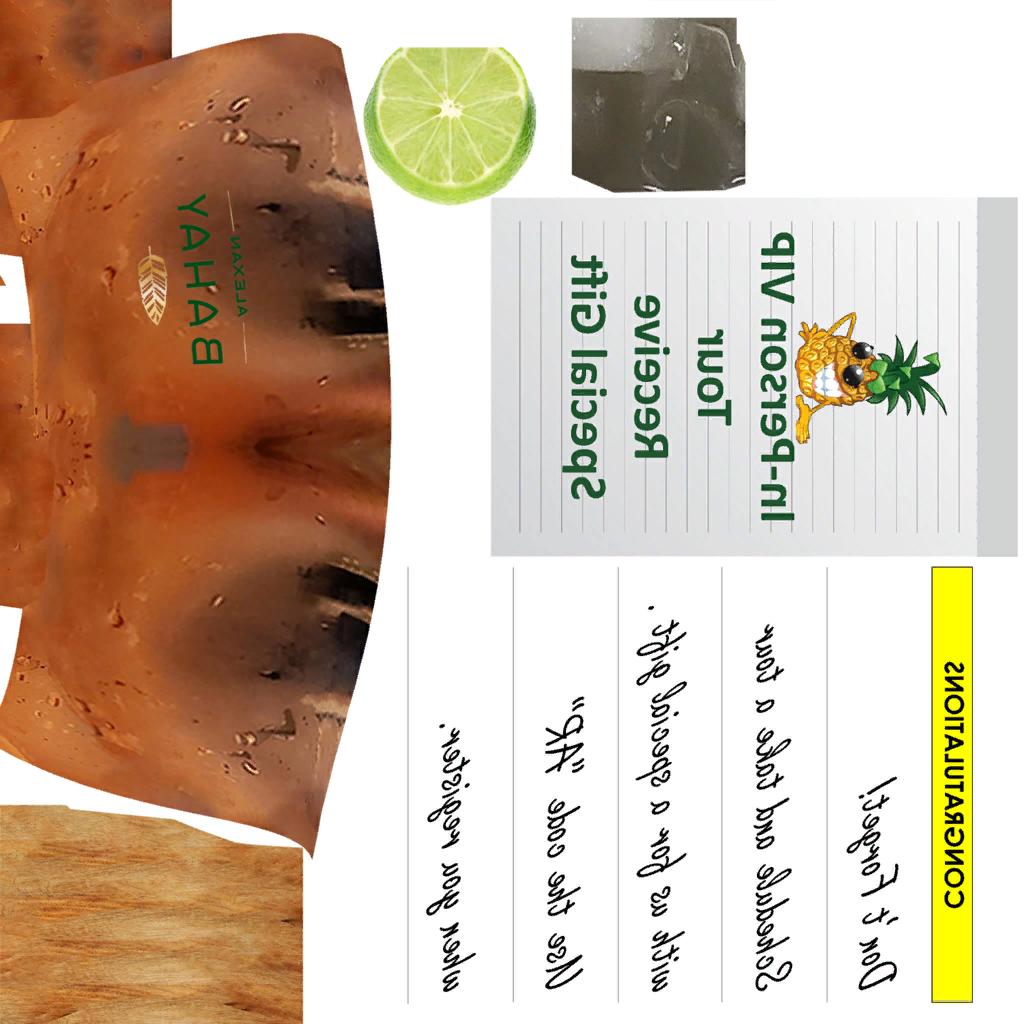 ALEXAN
BAHAY
In-Person VIP
Tour
Receive
Special Gift
CONGRATULATIONS
Don't Forget!
Schedule and take a tour
with us for a special gift.
Use the code "AR"
when you register.